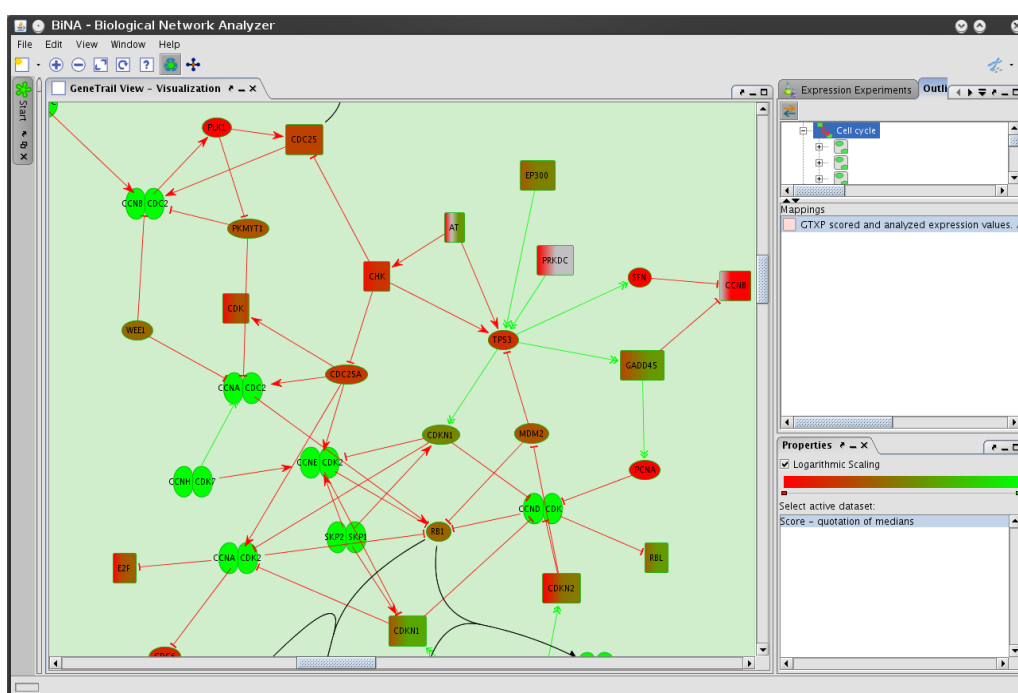 BiNA - Biological Network Analyzer
File Edit View Window Help
Start
GeneTrail View - Visualization
Expression Experiments
Cell cycle
Mappings
GTXP scored and analyzed expression values.
Properties
Logarithmic Scaling
Select active dataset:
Score - quotation of medians
PLK1
CDC25
CCNB CDC2
EP300
PKMYT1
AT
PRKDC
CHK
SFN
CCNB
CDK
WEE1
TP53
GADD45
CDC25A
CCNA CDC2
CDKN1
MDM2
CCNE CDK2
PCNA
CCNH CDK7
CCND CDK
SKP2 SKP1
RB1
CCNA CDK2
RBL
E2F
CDKN2
CDKN1